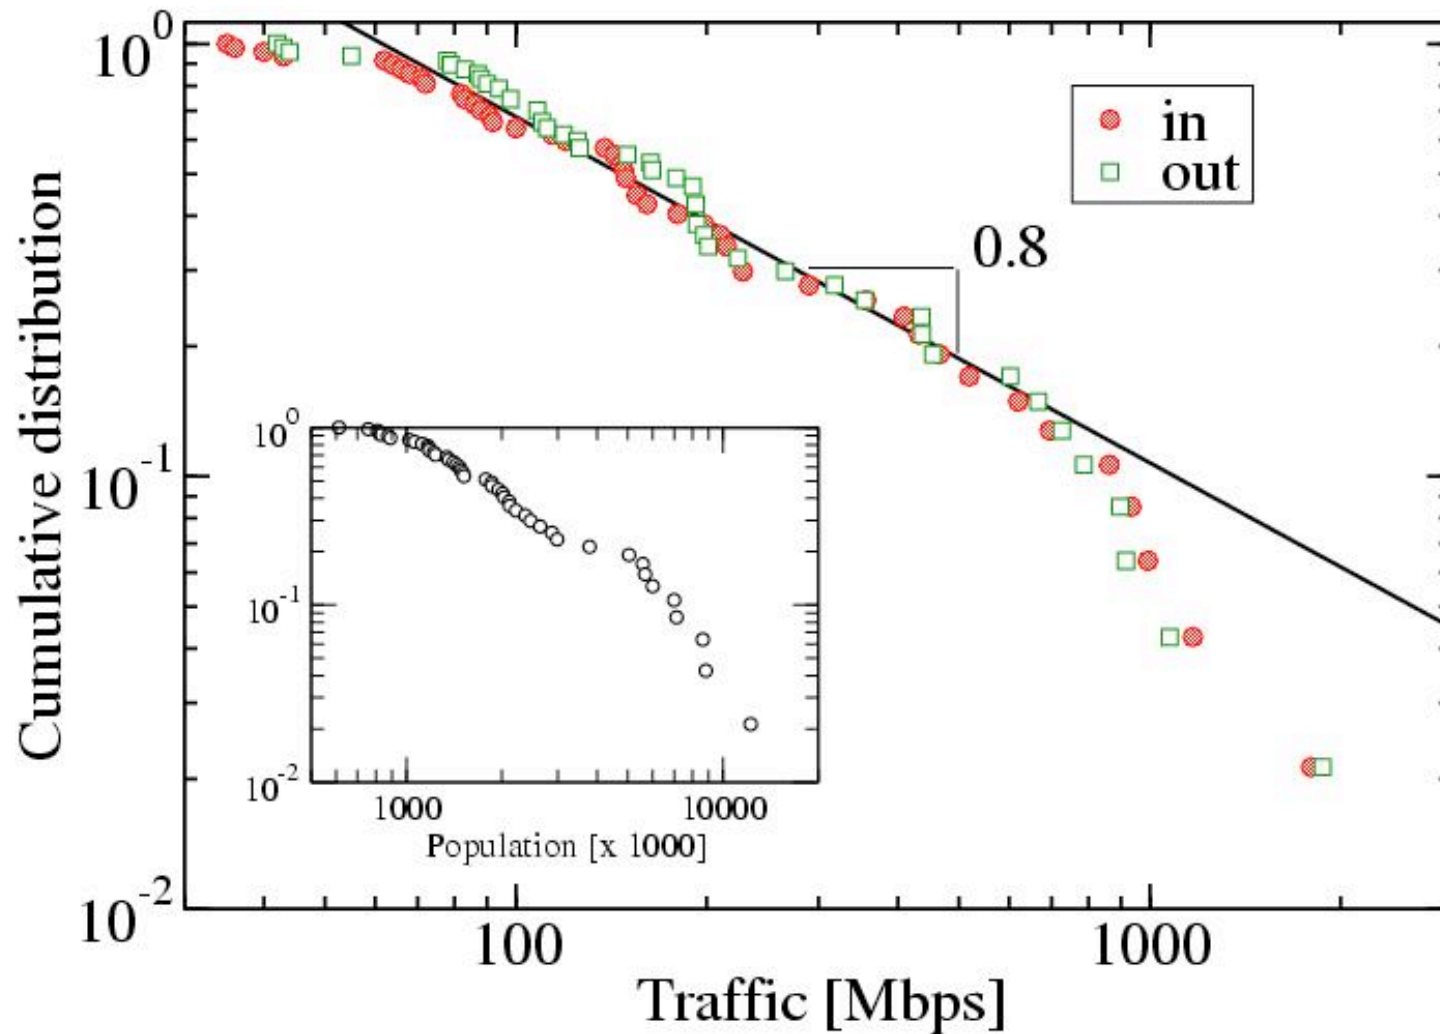 10^0
in
out
0.8
Cumulative distribution
10^-1
10^0
10^-1
10^-2
1000 10000
Population [x 1000]
10^-2
100 1000
Traffic [Mbps]